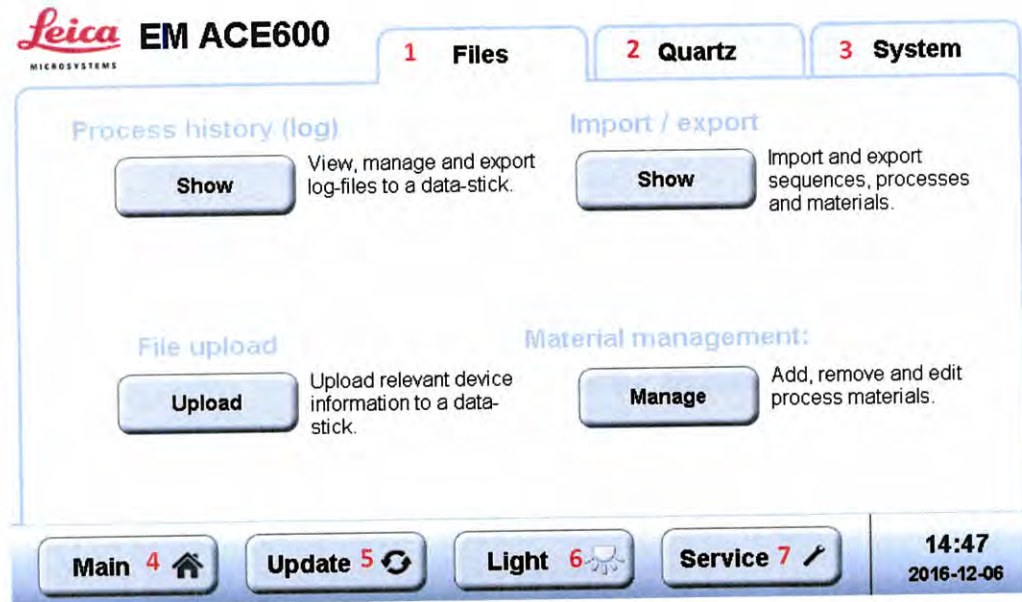 Leica EM ACE600
MICROSYSTEMS
1 Files
2 Quartz
3 System
Process history (log)
Show
View, manage and export
log-files to a data-stick.
Import / export
Show
Import and export
sequences, processes
and materials.
File upload
Upload
Upload relevant device
information to a data-
stick.
Material management:
Manage
Add, remove and edit
process materials.
Main 4
Update 5
Light 6
Service 7
14:47
2016-12-06